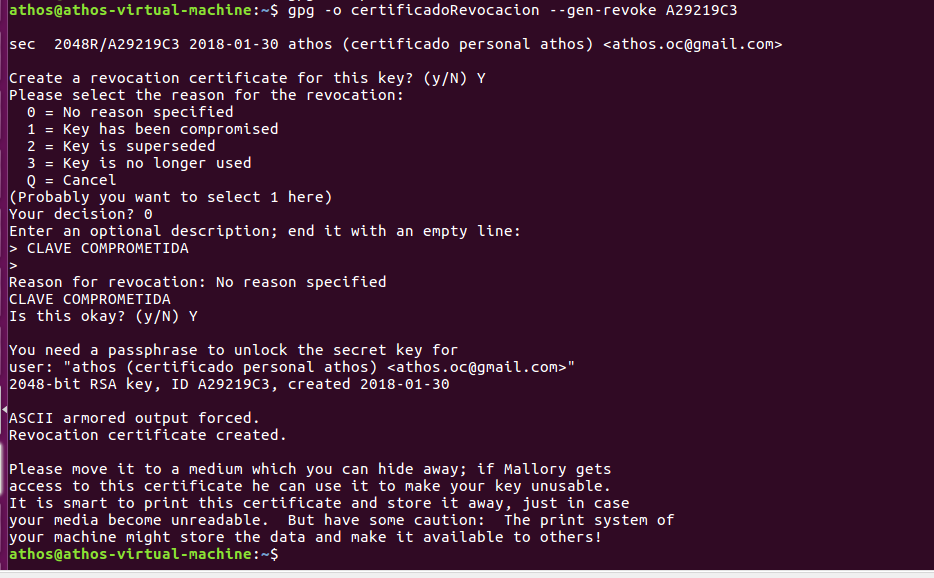 athos@athos-virtual-machine:~$ gpg -o certificadoRevocacion --gen-revoke A29219C3
sec  2048R/A29219C3 2018-01-30 athos (certificado personal athos) <athos.oc@gmail.com>
Create a revocation certificate for this key? (y/N) Y
Please select the reason for the revocation:
  0 = No reason specified
  1 = Key has been compromised
  2 = Key is superseded
  3 = Key is no longer used
  Q = Cancel
(Probably you want to select 1 here)
Your decision? 0
Enter an optional description; end it with an empty line:
> CLAVE COMPROMETIDA
>
Reason for revocation: No reason specified
CLAVE COMPROMETIDA
Is this okay? (y/N) Y
You need a passphrase to unlock the secret key for
user: "athos (certificado personal athos) <athos.oc@gmail.com>"
2048-bit RSA key, ID A29219C3, created 2018-01-30
ASCII armored output forced.
Revocation certificate created.
Please move it to a medium which you can hide away; if Mallory gets
access to this certificate he can use it to make your key unusable.
It is smart to print this certificate and store it away, just in case
your media become unreadable.  But have some caution:  The print system of
your machine might store the data and make it available to others!
athos@athos-virtual-machine:~$